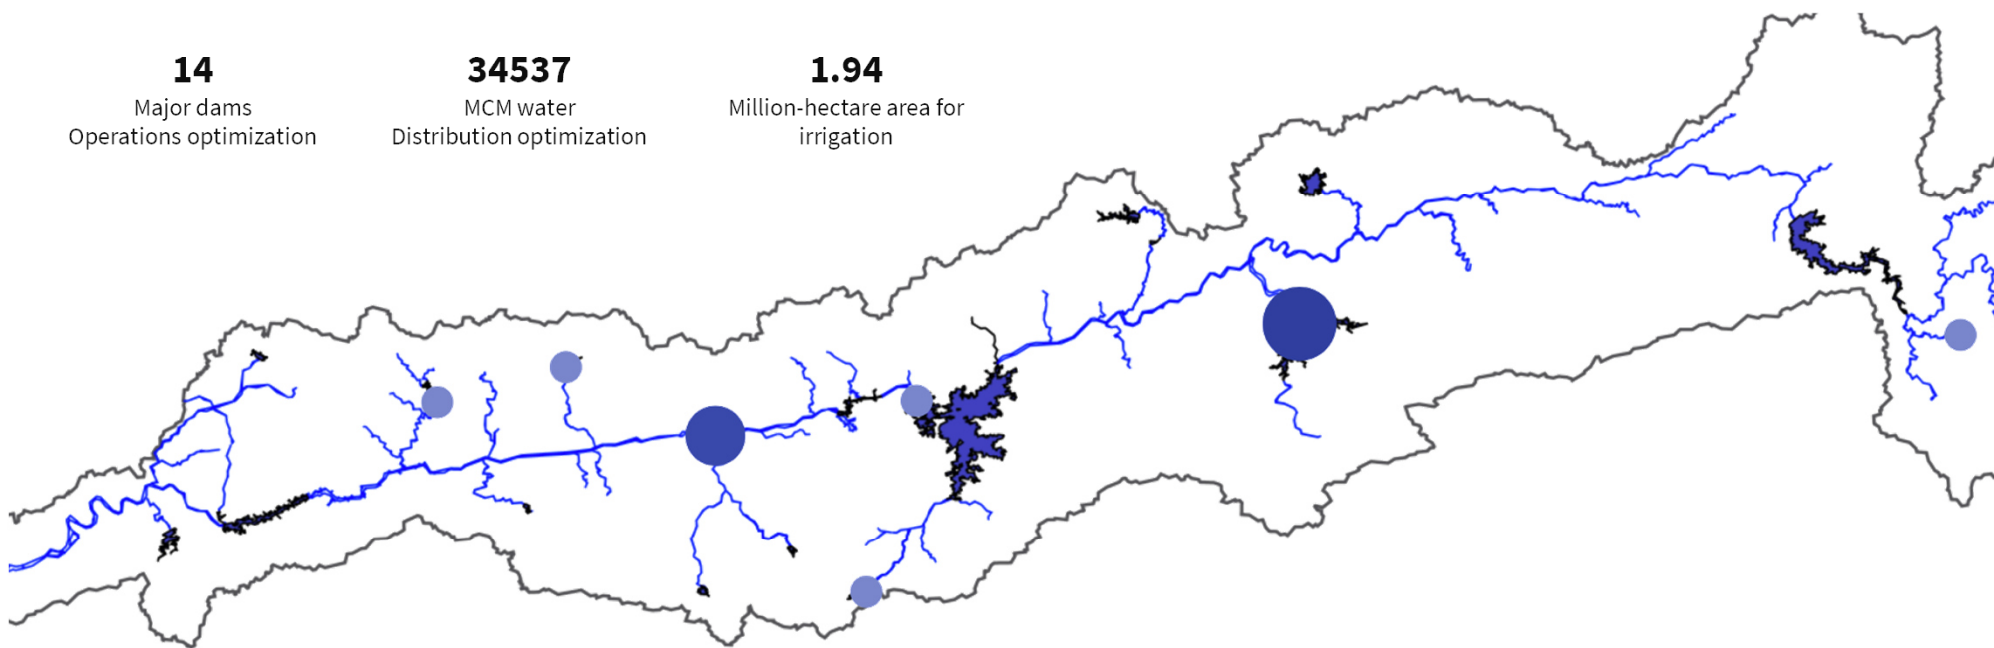 14
Major dams
Operations optimization
34537
MCM water
Distribution optimization
1.94
Million-hectare area for
irrigation